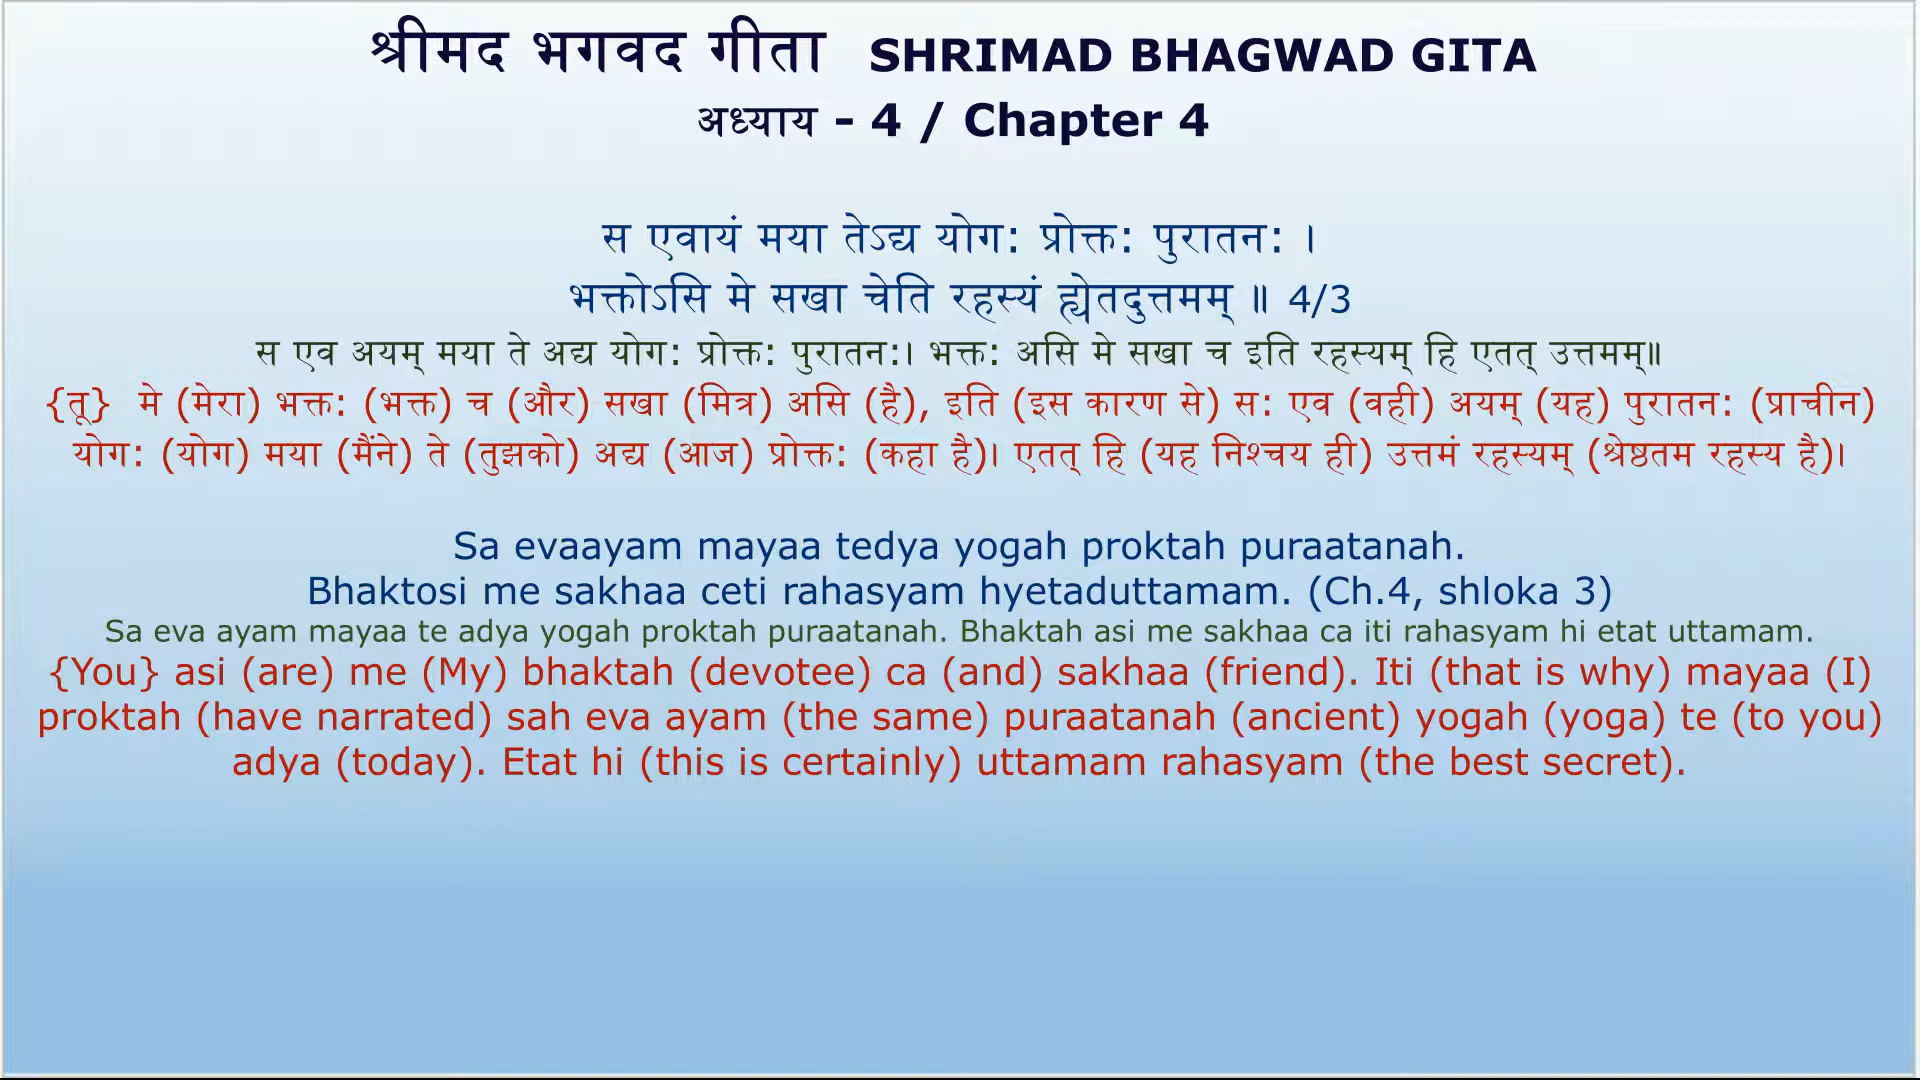 श्रीमद भगवद गीता SHRIMAD BHAGWAD GITA
अध्याय - 4 / Chapter 4
स एवायं मया तेऽद्य योग: प्रोक्त: पुरातन: ।
भक्तोऽसि मे सखा चेति रहस्यं ह्येतदुत्तमम् ॥ 4/3
स एव अयम् मया ते अद्य योग: प्रोक्त: पुरातन:। भक्त: असि मे सखा च इति रहस्यम् हि एतत् उत्तमम्॥
{तू} मे (मेरा) भक्त: (भक्त) च (और) सखा (मित्र) असि (है), इति (इस कारण से) स: एव (वही) अयम् (यह) पुरातन: (प्राचीन)
योग: (योग) मया (मैंने) ते (तुझको) अद्य (आज) प्रोक्त: (कहा है)। एतत् हि (यह निश्चय ही) उत्तमं रहस्यम् (श्रेष्ठतम रहस्य है)।
Sa evaayam mayaa tedya yogah proktah puraatanah.
Bhaktosi me sakhaa ceti rahasyam hyetaduttamam. (Ch.4, shloka 3)
Sa eva ayam mayaa te adya yogah proktah puraatanah. Bhaktah asi me sakhaa ca iti rahasyam hi etat uttamam.
{You} asi (are) me (My) bhaktah (devotee) ca (and) sakhaa (friend). Iti (that is why) mayaa (I)
proktah (have narrated) sah eva ayam (the same) puraatanah (ancient) yogah (yoga) te (to you)
adya (today). Etat hi (this is certainly) uttamam rahasyam (the best secret).